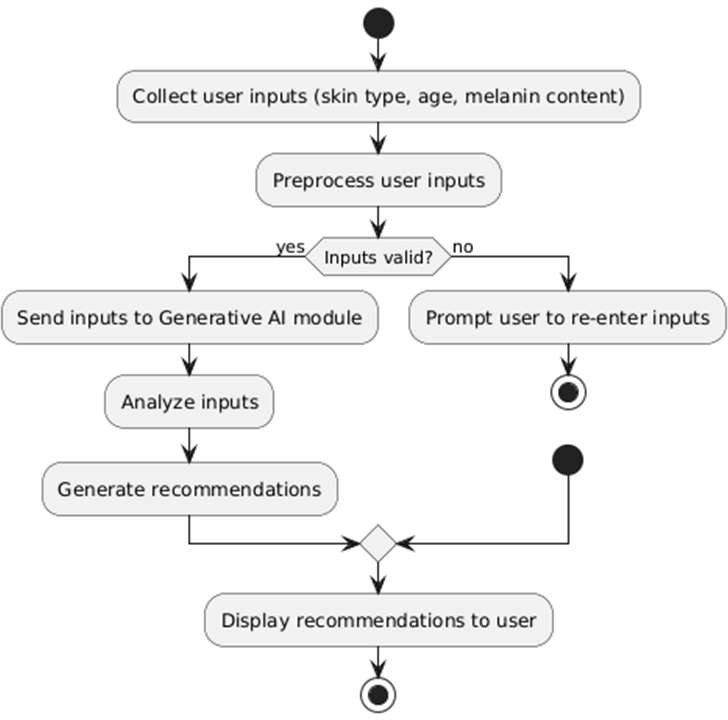 Collect user inputs (skin type, age, melanin content)
Preprocess user inputs
yes
Inputs valid?
no
Send inputs to Generative AI module
Prompt user to re-enter inputs
Analyze inputs
Generate recommendations
Display recommendations to user